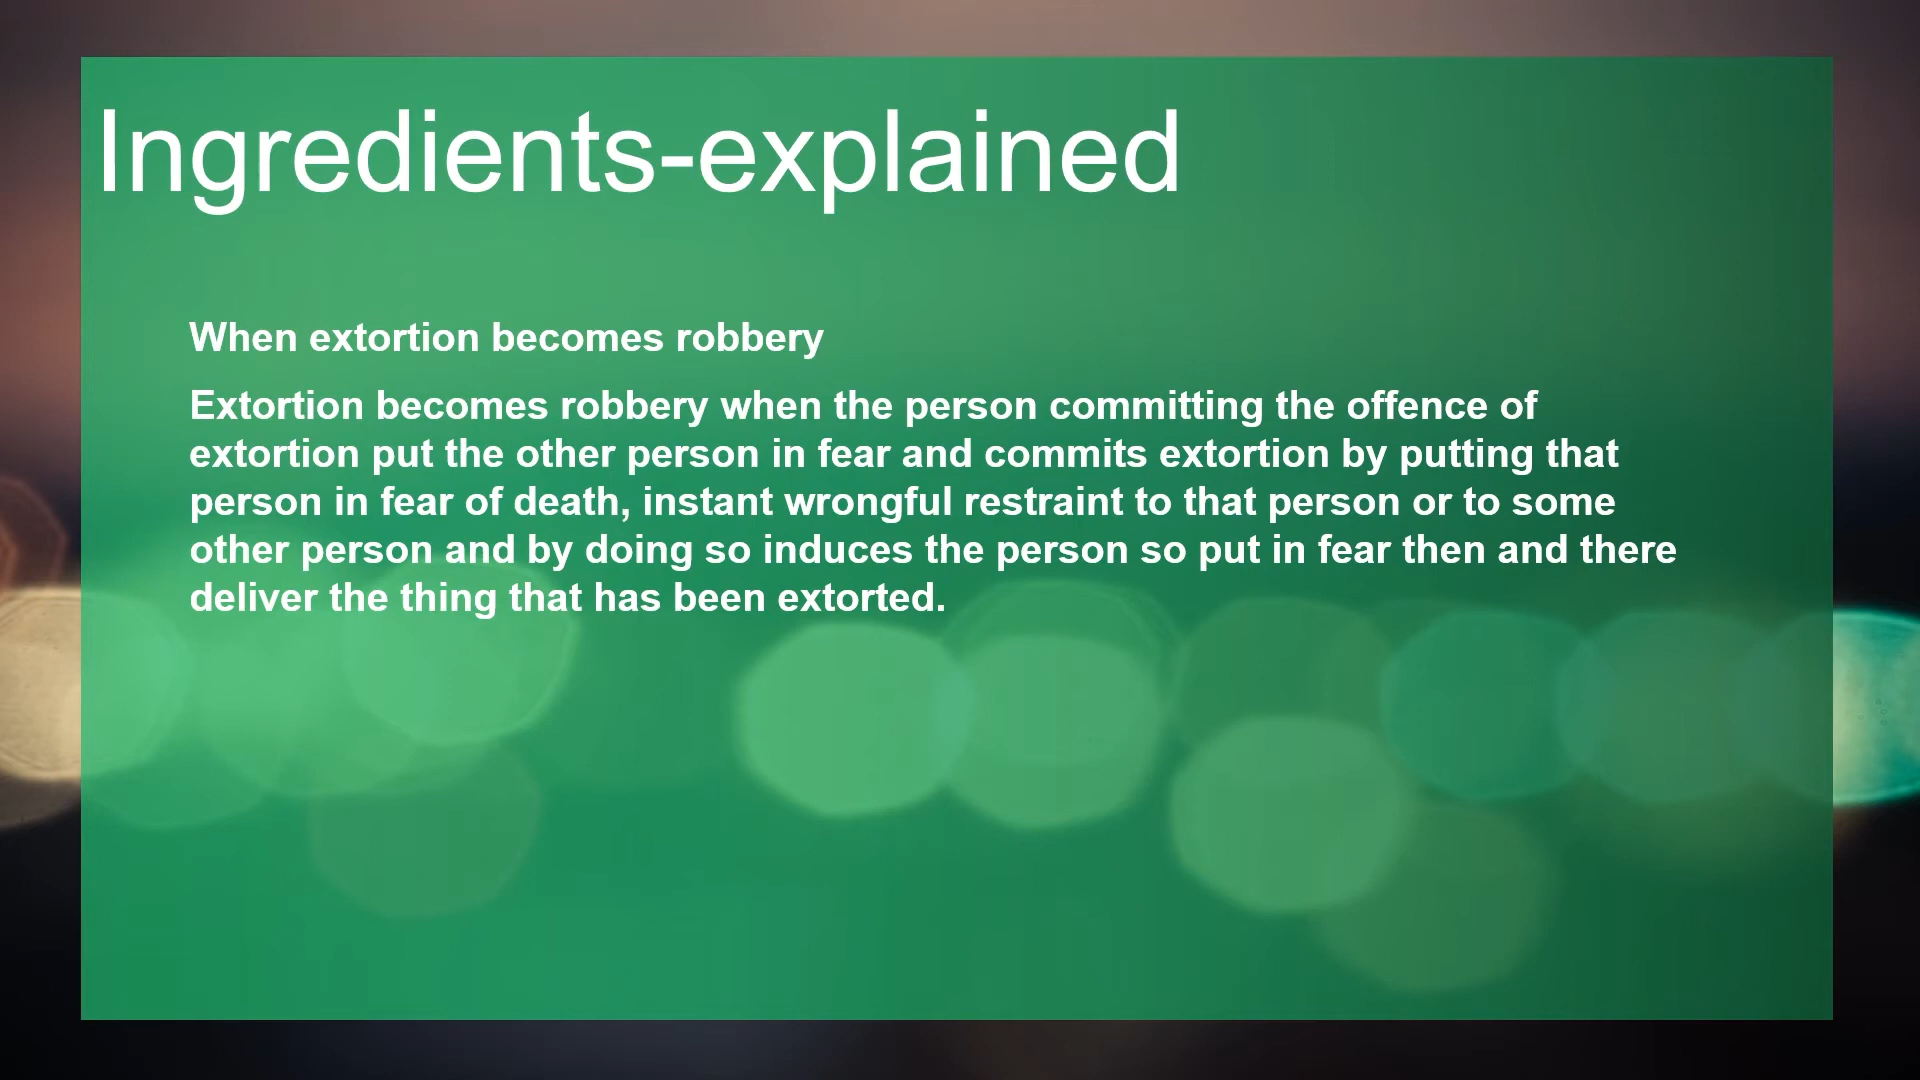 Ingredients-explained
When extortion becomes robbery
Extortion becomes robbery when the person committing the offence of
extortion put the other person in fear and commits extortion by putting that
person in fear of death, instant wrongful restraint to that person or to some
other person and by doing so induces the person so put in fear then and there
deliver the thing that has been extorted.